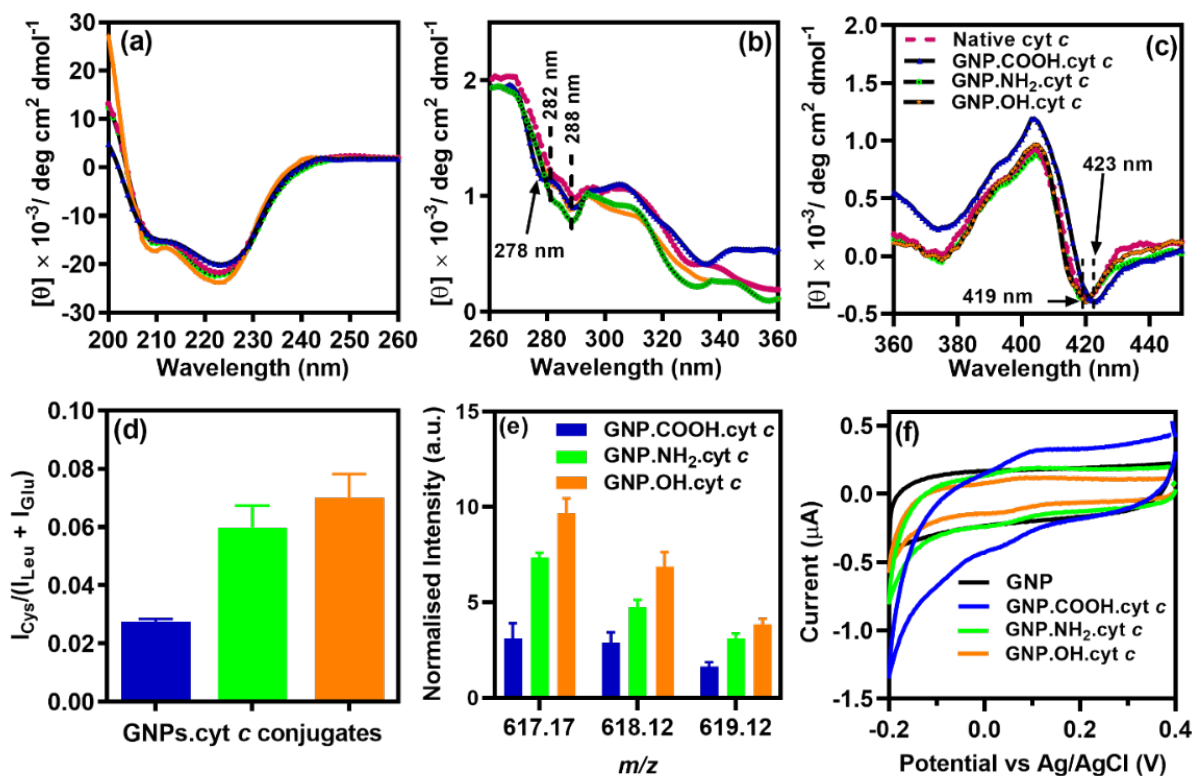 (a)
[θ] × 10⁻³/ deg cm² dmol⁻¹
30
20
10
0
-10
-20
-30
200 210 220 230 240 250 260
Wavelength (nm)
(b)
[θ] × 10⁻³/ deg cm² dmol⁻¹
2
1
0
282 nm
288 nm
278 nm
260 280 300 320 340 360
Wavelength (nm)
(c)
Native cyt c
GNP.COOH.cyt c
GNP.NH₂.cyt c
GNP.OH.cyt c
[θ] × 10⁻³/ deg cm² dmol⁻¹
2.0
1.5
1.0
0.5
0.0
-0.5
423 nm
419 nm
360 380 400 420 440
Wavelength (nm)
(d)
I_Cys/(I_Leu + I_Glu)
0.10
0.08
0.06
0.04
0.02
0.00
GNPs.cyt c conjugates
(e)
Normalised Intensity (a.u.)
15
10
5
0
GNP.COOH.cyt c
GNP.NH₂.cyt c
GNP.OH.cyt c
617.17 618.12 619.12
m/z
(f)
Current (µA)
0.5
0.0
-0.5
-1.0
-1.5
GNP
GNP.COOH.cyt c
GNP.NH₂.cyt c
GNP.OH.cyt c
-0.2 0.0 0.2 0.4
Potential vs Ag/AgCl (V)